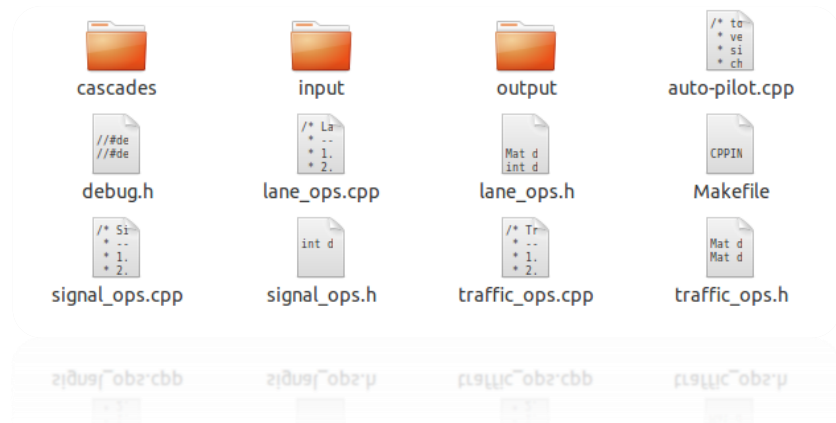 cascades
input
output
/* to
* ve
* si
* ch
auto-pilot.cpp
//#de
//#de
debug.h
/* La
* --
* 1.
* 2.
lane_ops.cpp
Mat d
int d
lane_ops.h
CPPIN
Makefile
/* Si
* --
* 1.
* 2.
signal_ops.cpp
int d
signal_ops.h
/* Tr
* --
* 1.
* 2.
traffic_ops.cpp
Mat d
Mat d
traffic_ops.h